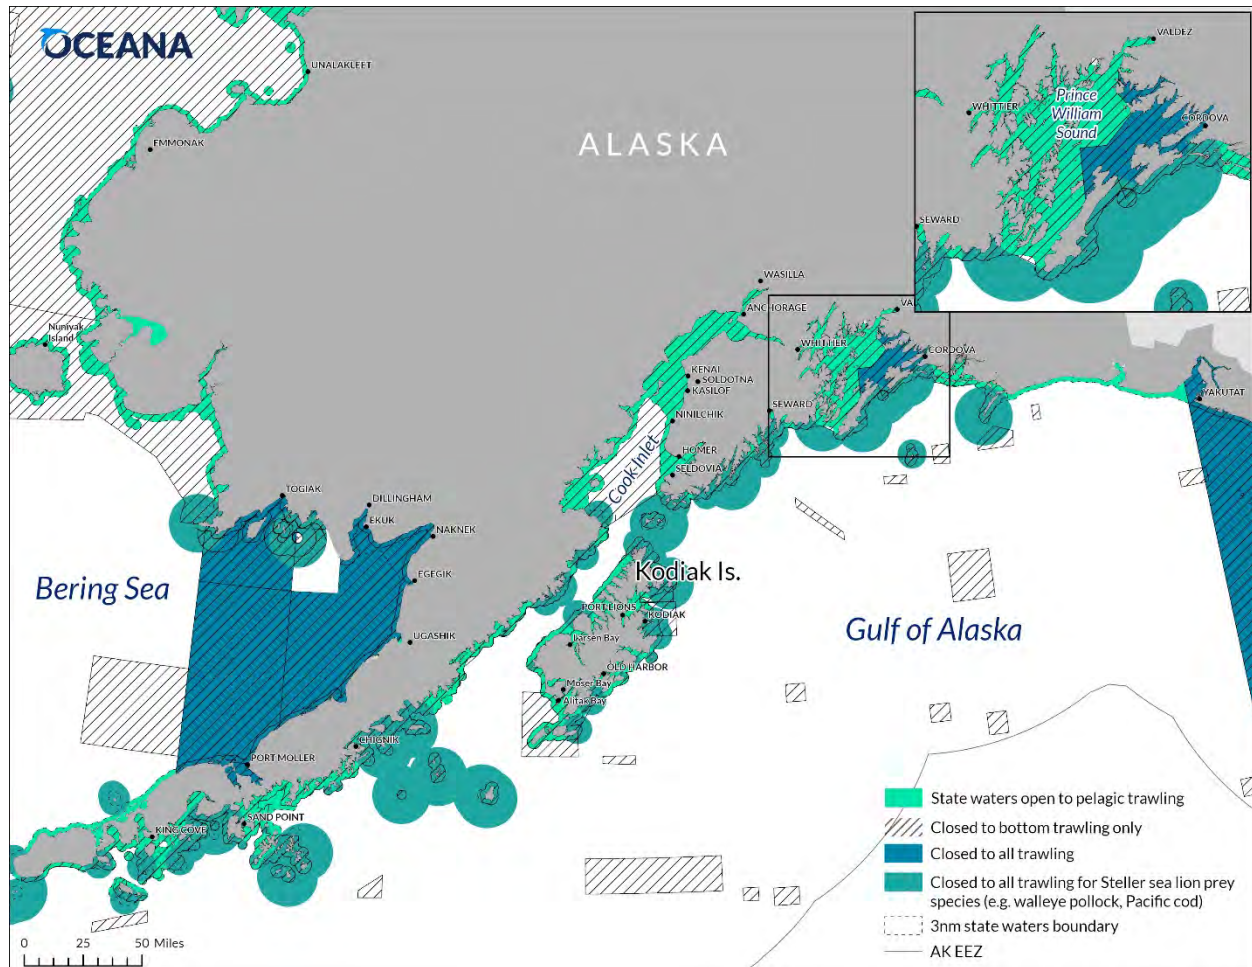 OCEANA
UNALAKLEET
EMMONAK
ALASKA
VALDEZ
WHITTIER
Prince
William
Sound
CORDOVA
SEWARD
WASILLA
ANCHORAGE
VA
WHITTIER
CORDOVA
Nuniyak
Island
KENAI
SOLDOTNA
KASILOF
YAKUTAT
SEWARD
NINILCHIK
HOMER
Cook-Inlet
SELDOVIA
TOGIAK
DILLINGHAM
EKUK
NAKNEK
Bering Sea
EGEGIK
Kodiak Is.
PORT LIONS
KODIAK
Gulf of Alaska
UGASHIK
Larsen Bay
OLD HARBOR
Moser Bay
Alitak Bay
CHIGNIK
PORT MOLLER
SAND POINT
KING COVE
State waters open to pelagic trawling
Closed to bottom trawling only
Closed to all trawling
Closed to all trawling for Steller sea lion prey
species (e.g. walleye pollock, Pacific cod)
3nm state waters boundary
AK EEZ
0 25 50 Miles